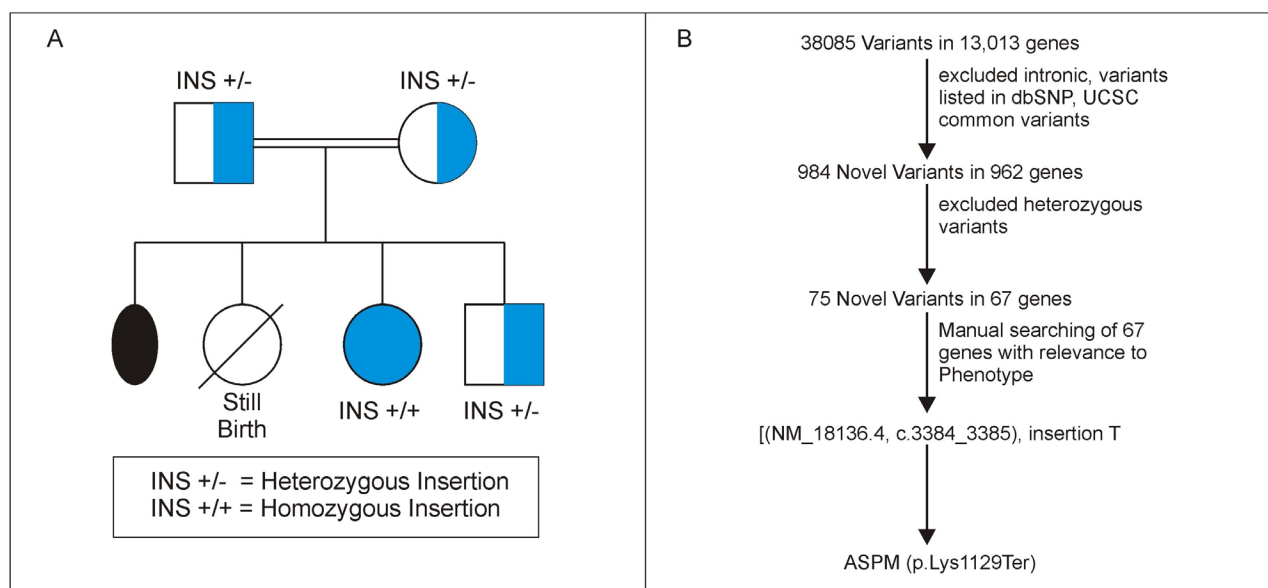 A
INS +/-
INS +/-
Still
Birth
INS +/+
INS +/-
INS +/- = Heterozygous Insertion
INS +/+ = Homozygous Insertion
B
38085 Variants in 13,013 genes
excluded intronic, variants
listed in dbSNP, UCSC
common variants
984 Novel Variants in 962 genes
excluded heterozygous
variants
75 Novel Variants in 67 genes
Manual searching of 67
genes with relevance to
Phenotype
[(NM_18136.4, c.3384_3385), insertion T
ASPM (p.Lys1129Ter)